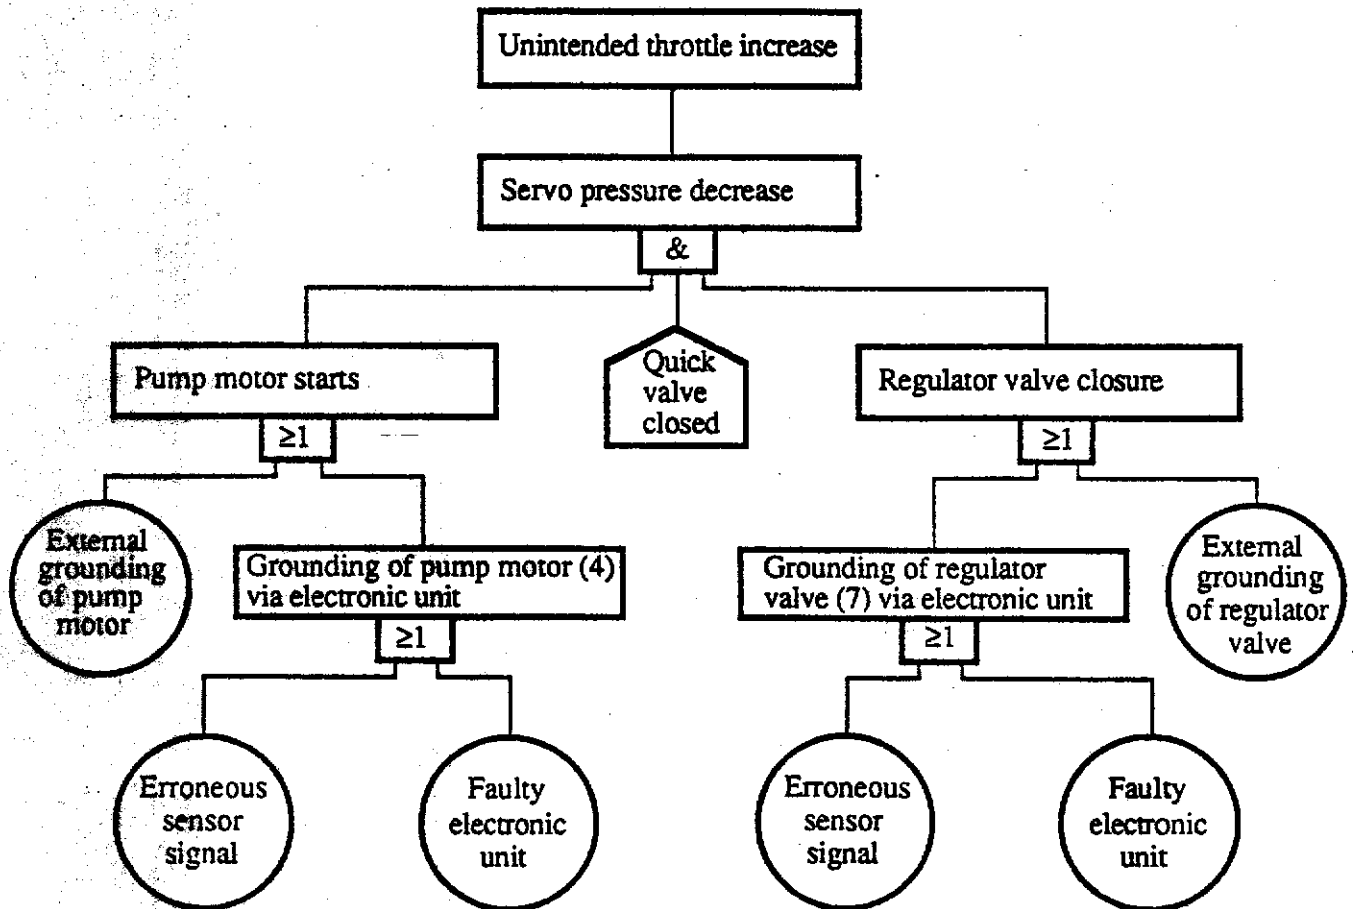 Unintended throttle increase
Servo pressure decrease
&
Pump motor starts
Quick
valve
closed
Regulator valve closure
≥1
≥1
External
grounding
of pump
motor
Grounding of pump motor (4)
via electronic unit
Grounding of regulator
valve (7) via electronic unit
External
grounding
of regulator
valve
≥1
≥1
Erroneous
sensor
signal
Faulty
electronic
unit
Erroneous
sensor
signal
Faulty
electronic
unit